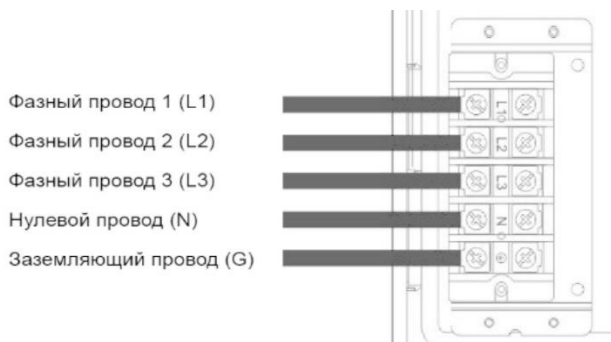 Фазный провод 1 (L1)
L1
Фазный провод 2 (L2)
L2
Фазный провод 3 (L3)
L3
Нулевой провод (N)
N
Заземляющий провод (G)